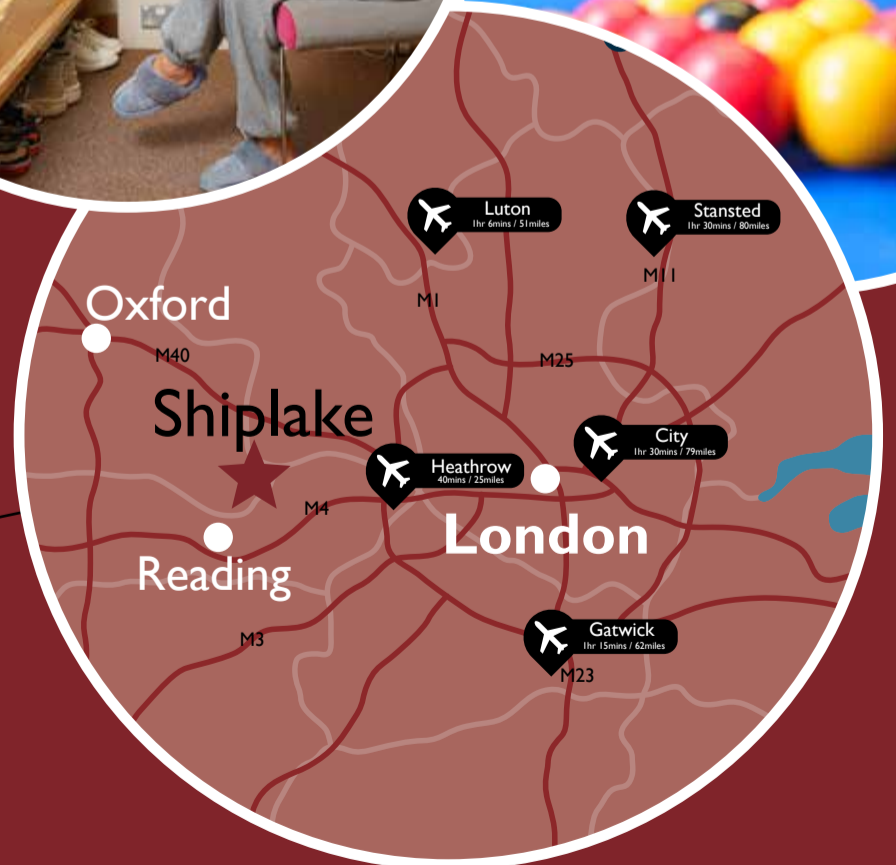 Luton
1hr 6mins / 51miles
Stansted
1hr 30mins / 80miles
M11
M1
Oxford
M40
M25
Shiplake
City
1hr 30mins / 79miles
Heathrow
40mins / 25miles
M4
London
Reading
Gatwick
1hr 15mins / 62miles
M3
M23